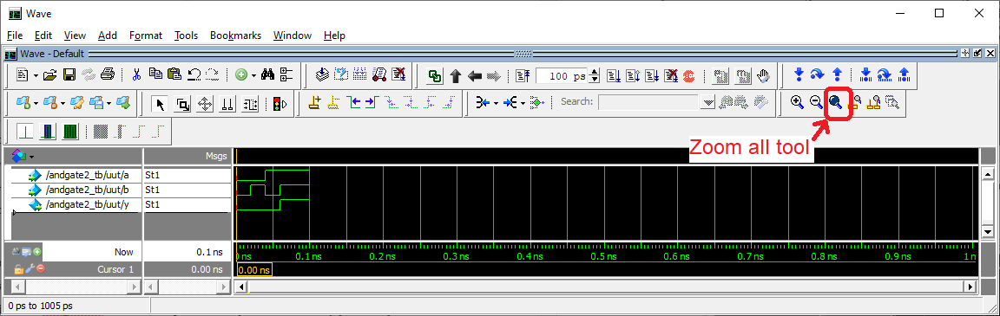 Wave
File Edit View Add Format Tools Bookmarks Window Help
Wave - Default
100 ps
Search:
Zoom all tool
Msgs
/andgate2_tb/uut/a St1
/andgate2_tb/uut/b St1
/andgate2_tb/uut/y St1
Now 0.1 ns
ns 0.1 ns 0.2 ns 0.3 ns 0.4 ns 0.5 ns 0.6 ns 0.7 ns 0.8 ns 0.9 ns 1 n
Cursor 1 0.00 ns 0.00 ns
0 ps to 1005 ps